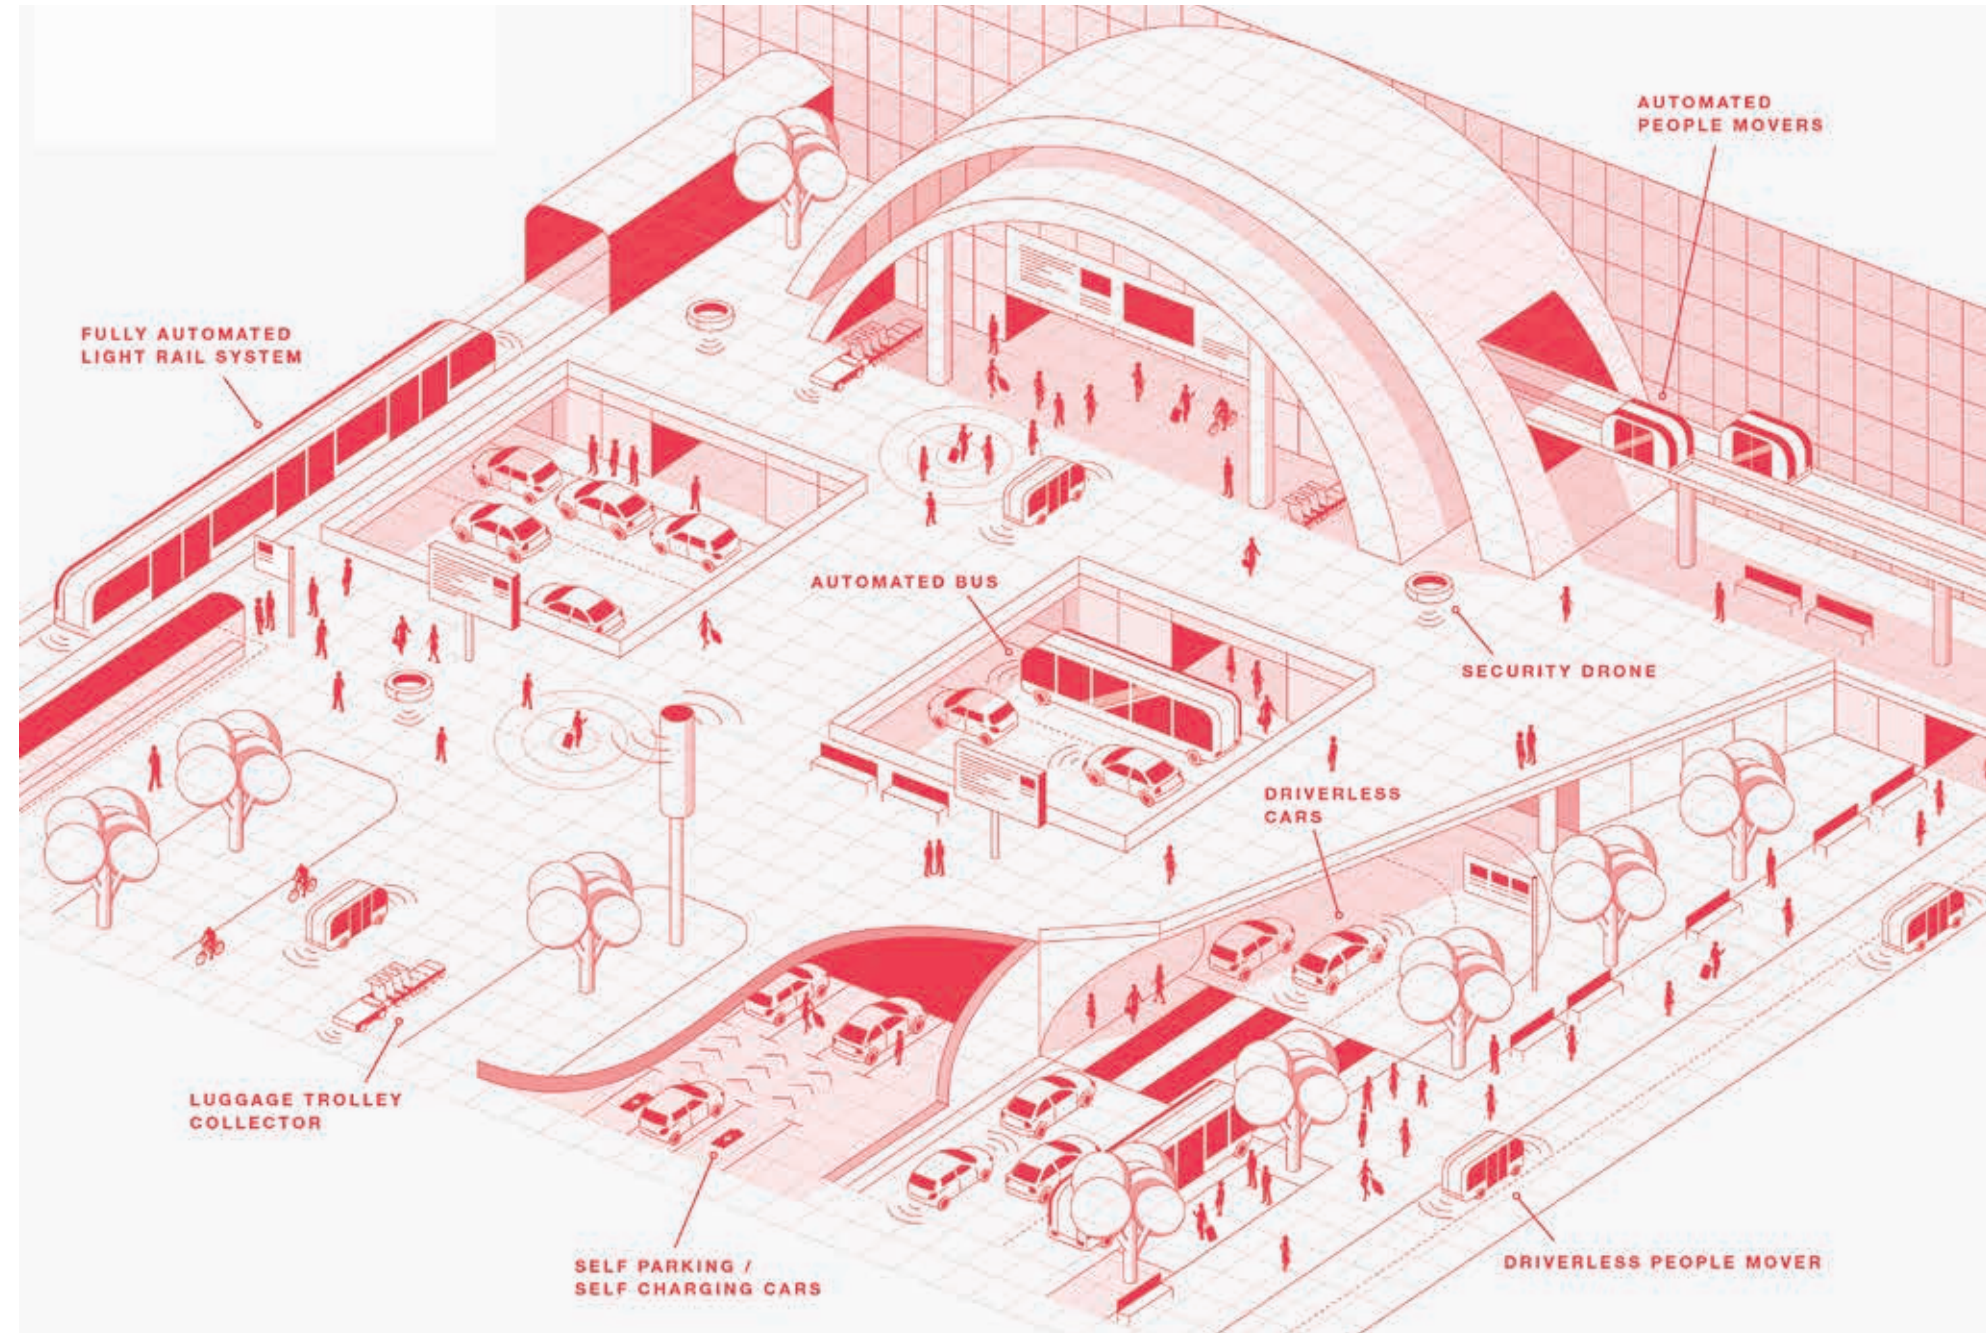 AUTOMATED
PEOPLE MOVERS
FULLY AUTOMATED
LIGHT RAIL SYSTEM
AUTOMATED BUS
SECURITY DRONE
DRIVERLESS
CARS
LUGGAGE TROLLEY
COLLECTOR
SELF PARKING /
SELF CHARGING CARS
DRIVERLESS PEOPLE MOVER